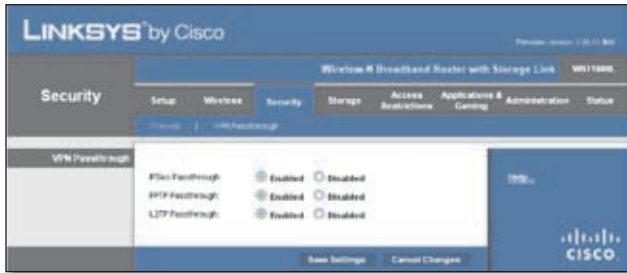 LINKSYS by Cisco
Wireless-N Broadband Router with Storage Link
Security
Setup Wireless Security Storage Access Restrictions Applications & Gaming Administration Status
VPN Passthrough
VPN Passthrough
IPSec Passthrough Enabled Disabled
PPTP Passthrough Enabled Disabled
L2TP Passthrough Enabled Disabled
Help...
Save Settings Cancel Changes
CISCO